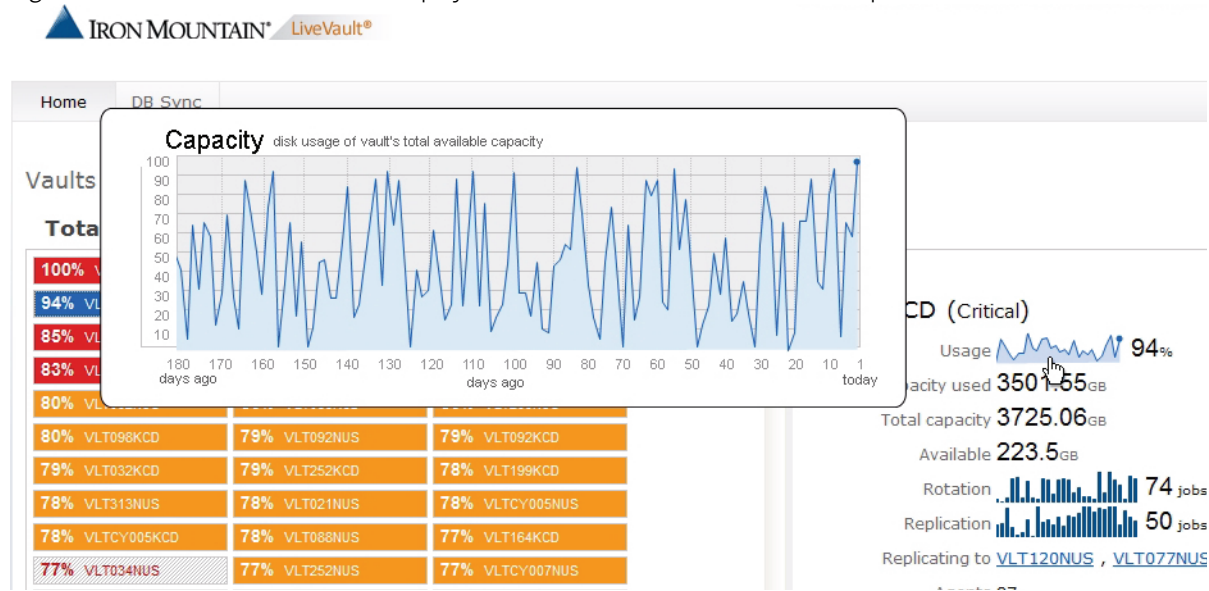 IRON MOUNTAIN® LiveVault®
Home DB Sync
Capacity disk usage of vault's total available capacity
100
90
80
70
60
50
40
30
20
10
180 170 160 150 140 130 120 110 100 90 80 70 60 50 40 30 20 10 1
days ago days ago today
Vaults
Tota
100%
94% VL
85% VL
83% VL
80%
80% VLT098KCD 79% VLT092NUS 79% VLT092KCD
79% VLT032KCD 79% VLT252KCD 78% VLT199KCD
78% VLT313NUS 78% VLT021NUS 78% VLTCY005NUS
78% VLTCY005KCD 78% VLT088NUS 77% VLT164KCD
77% VLT034NUS 77% VLT252NUS 77% VLTCY007NUS
CD (Critical)
Usage 94%
acity used 3501.55GB
Total capacity 3725.06GB
Available 223.5GB
Rotation 74 jobs
Replication 50 jobs
Replicating to VLT120NUS , VLT077NUS